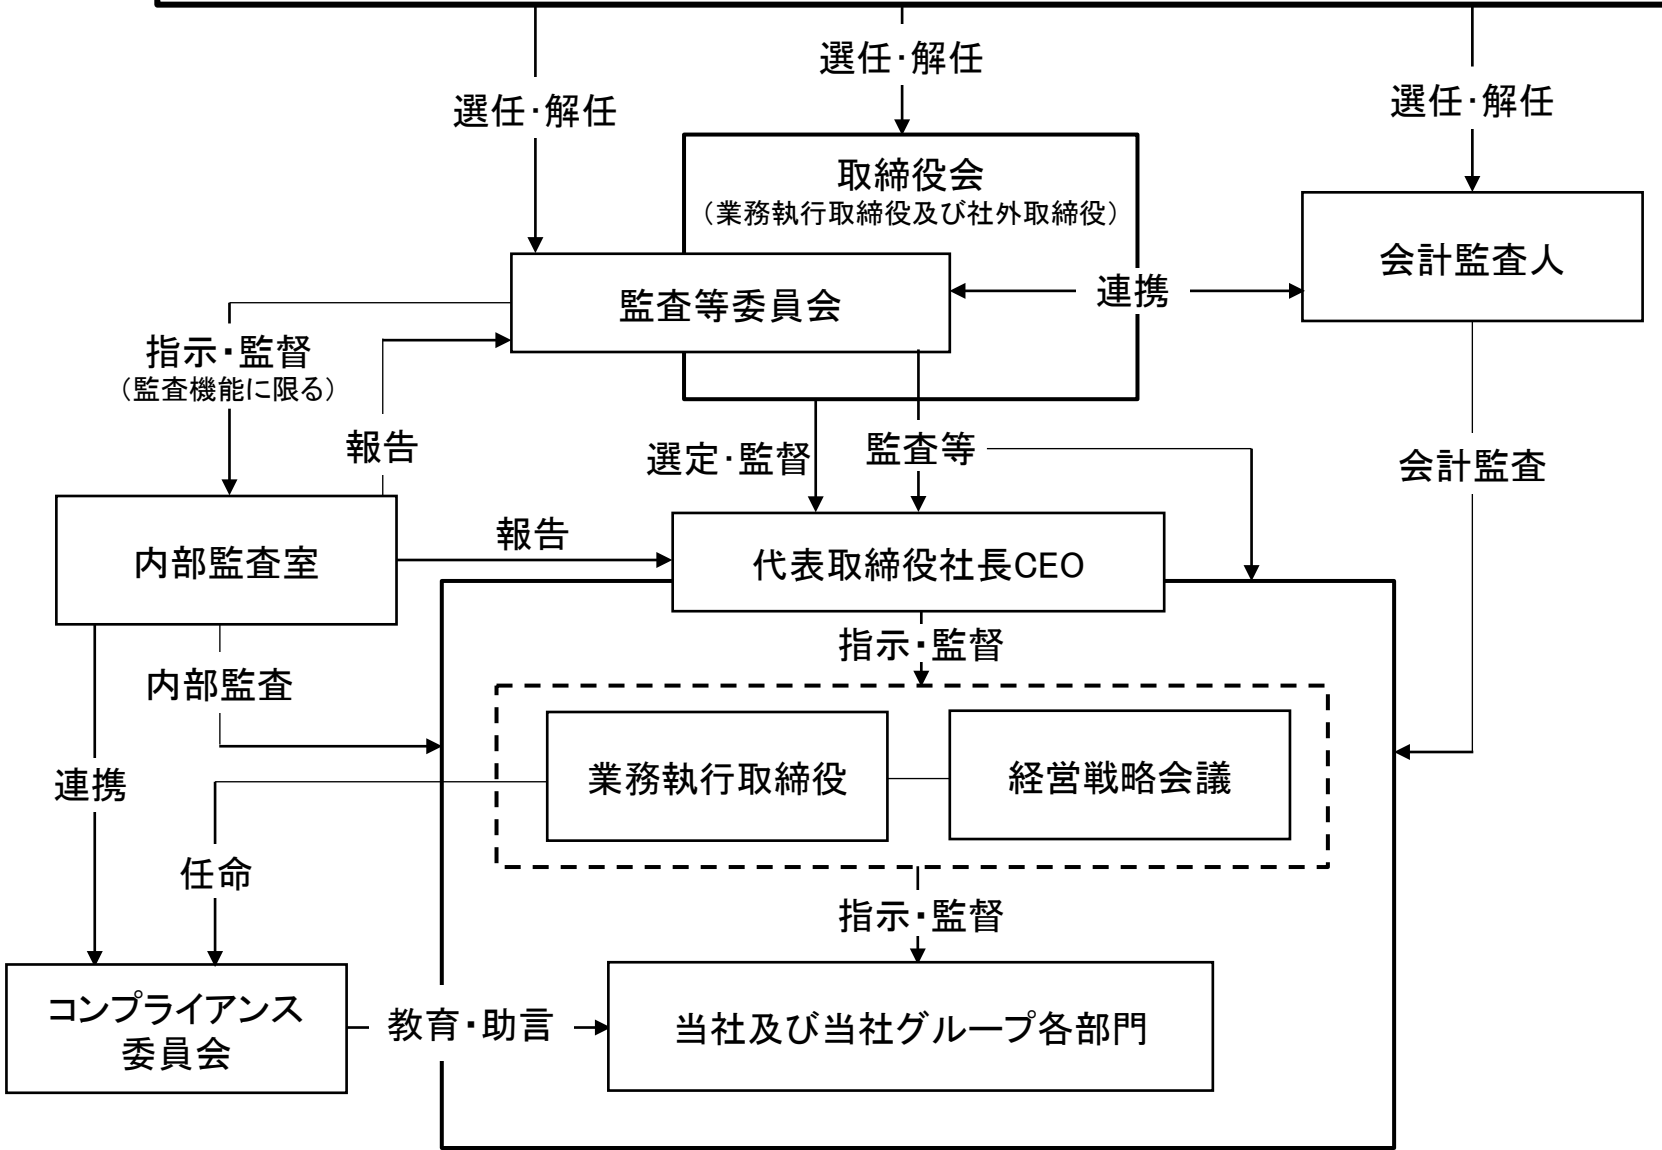 選任・解任
選任・解任
選任・解任
取締役会
（業務執行取締役及び社外取締役）
会計監査人
連携
監査等委員会
指示・監督
（監査機能に限る）
報告
選定・監督
監査等
会計監査
報告
内部監査室
代表取締役社長CEO
指示・監督
内部監査
連携
業務執行取締役
経営戦略会議
任命
指示・監督
コンプライアンス
委員会
教育・助言
当社及び当社グループ各部門